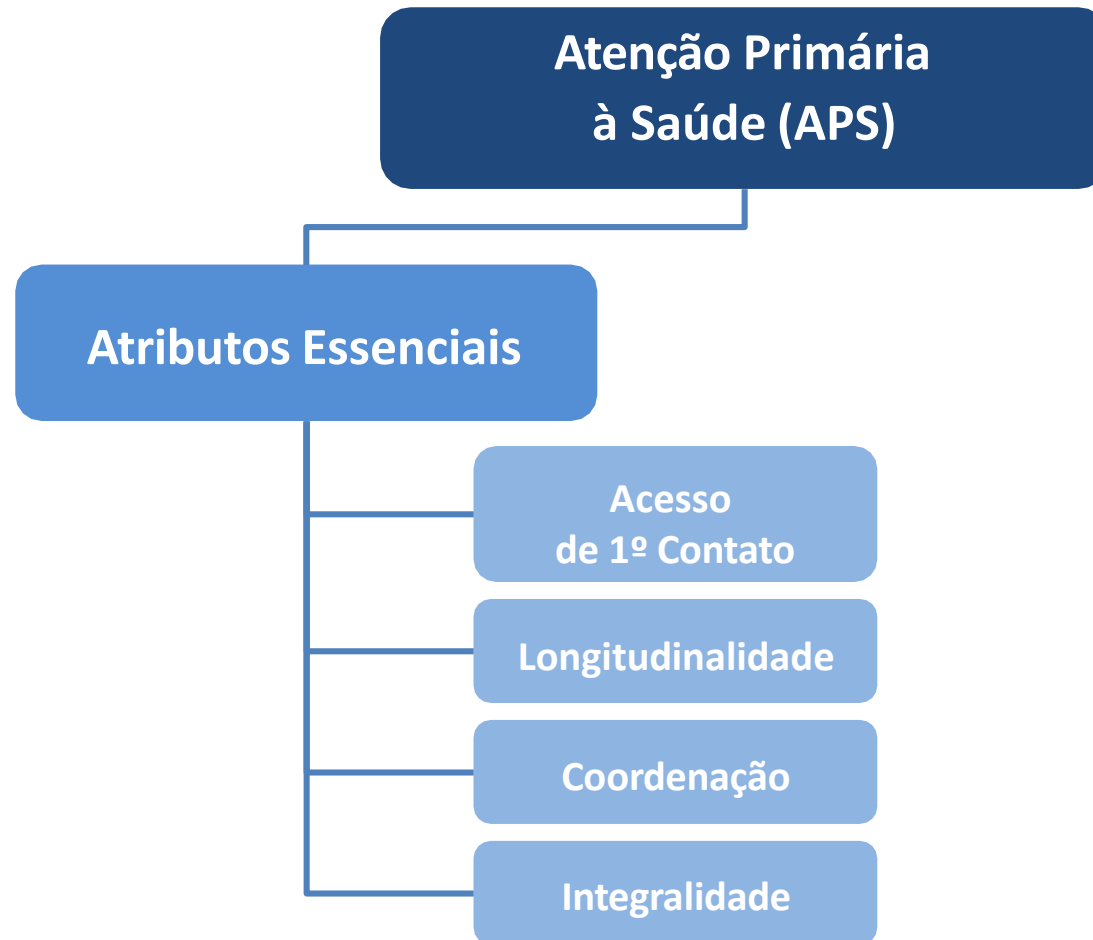 Atenção Primária
à Saúde (APS)
Atributos Essenciais
Acesso
de 1º Contato
Longitudinalidade
Coordenação
Integralidade